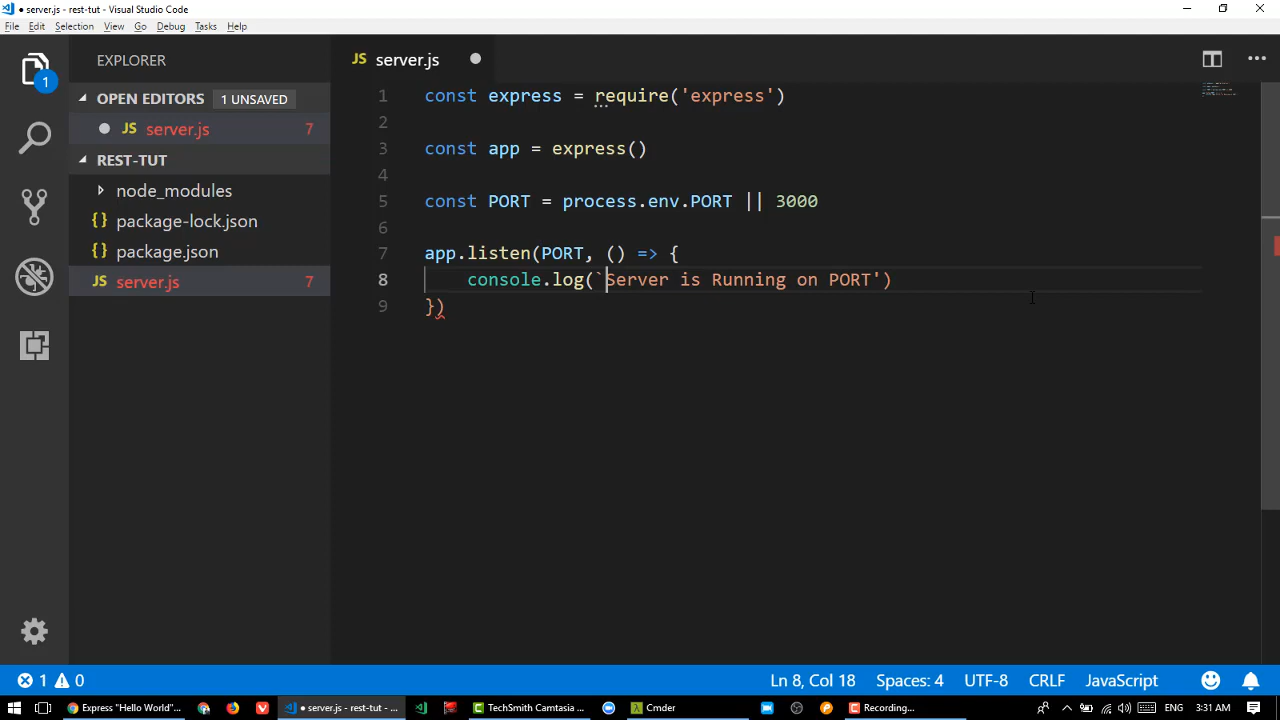 ● server.js - rest-tut - Visual Studio Code
File Edit Selection View Go Debug Tasks Help
EXPLORER
JS server.js ●
1
OPEN EDITORS 1 UNSAVED
● JS server.js 7
REST-TUT
node_modules
{} package-lock.json
{} package.json
JS server.js 7
1 const express = require('express')
2
3 const app = express()
4
5 const PORT = process.env.PORT || 3000
6
7 app.listen(PORT, () => {
8 console.log(`Server is Running on PORT')
9 })
1 0 Ln 8, Col 18 Spaces: 4 UTF-8 CRLF JavaScript
Express "Hello World"... ● server.js - rest-tut - ... TechSmith Camtasia ... Cmder Recording... ENG 3:31 AM